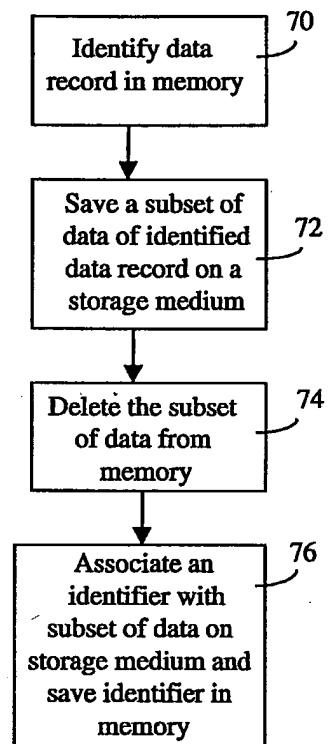 Identify data
record in memory
70
Save a subset of
data of identified
data record on a
storage medium
72
Delete the subset
of data from
memory
74
Associate an
identifier with
subset of data on
storage medium and
save identifier in
memory
76